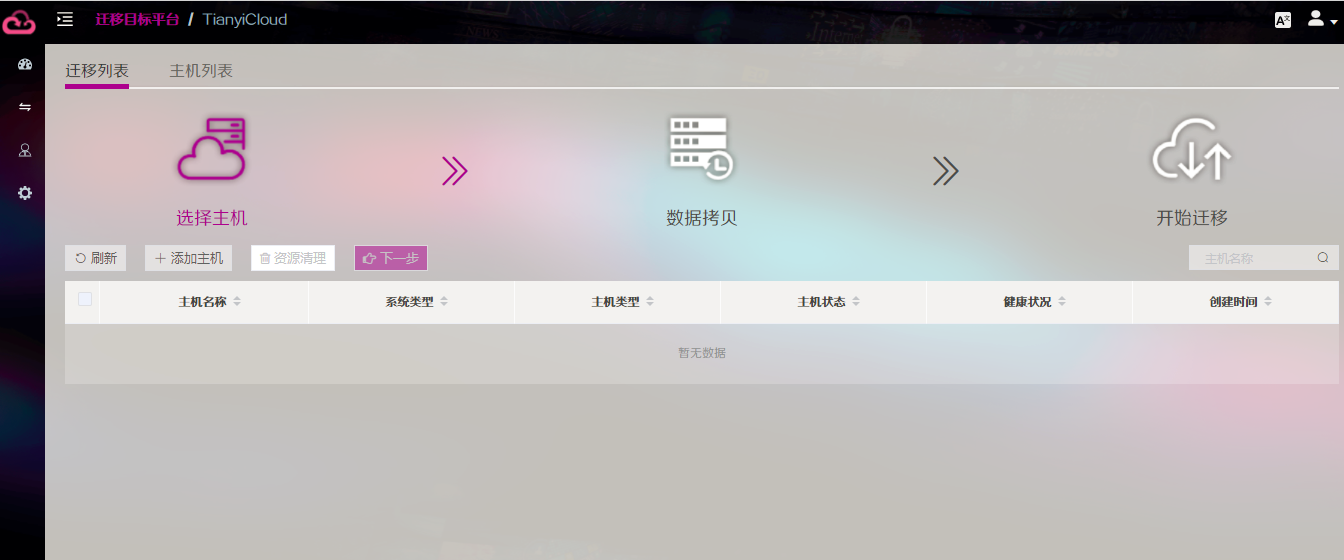 迁移目标平台 / TianyiCloud
迁移列表 主机列表
选择主机 数据拷贝 开始迁移
刷新 添加主机 资源清理 下一步 主机名称
主机名称 系统类型 主机类型 主机状态 健康状况 创建时间
暂无数据